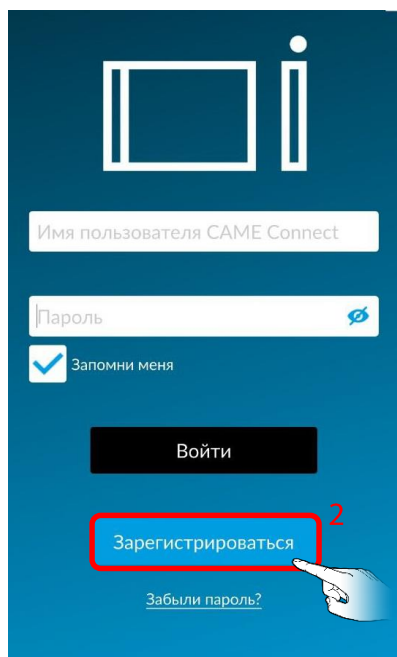 Имя пользователя CAME Connect
Пароль
Запомни меня
Войти
2
Зарегистрироваться
Забыли пароль?